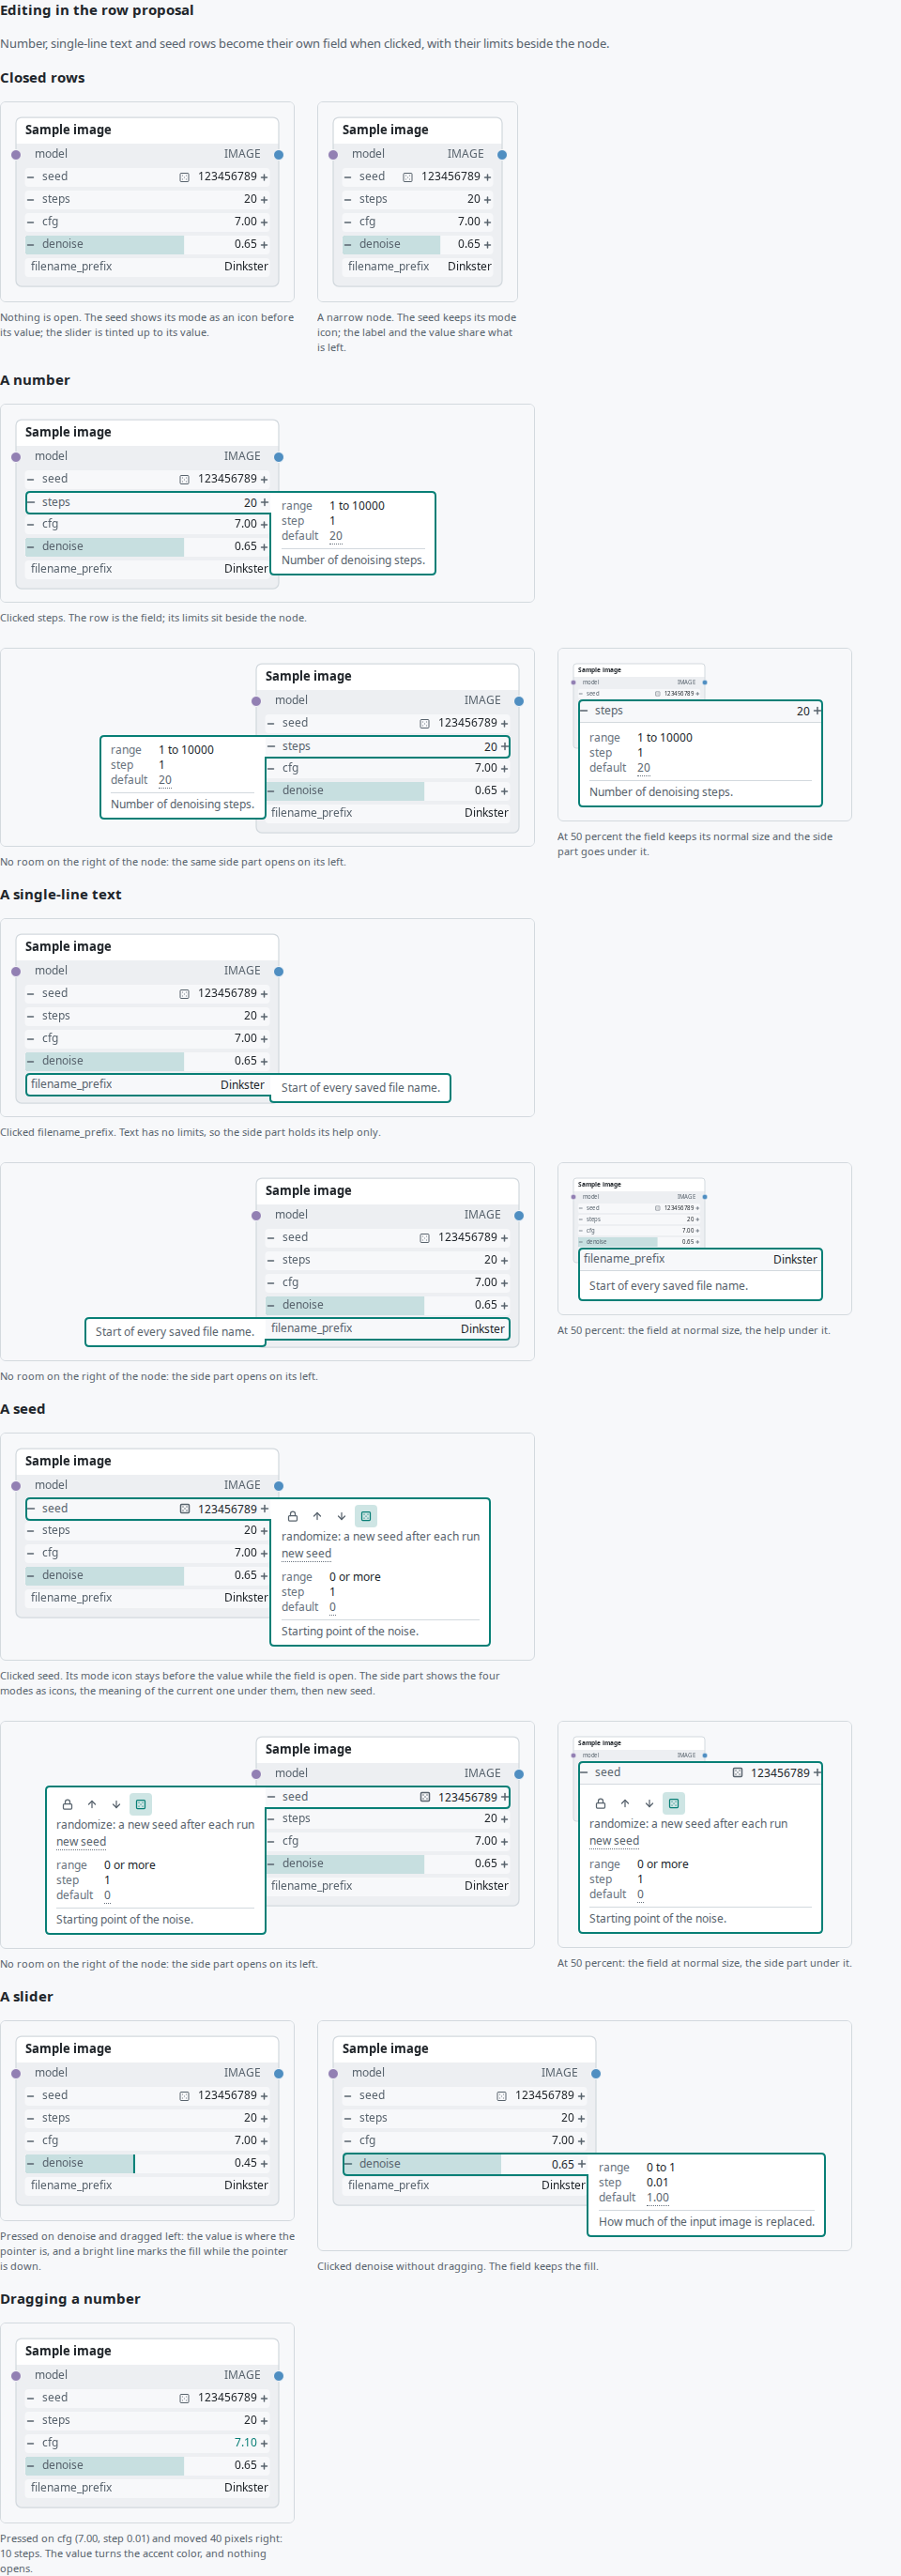 Editing in the row proposal
Number, single-line text and seed rows become their own field when clicked, with their limits beside the node.
Closed rows
Sample image
model IMAGE
− seed 123456789 +
− steps 20 +
− cfg 7.00 +
− denoise 0.65 +
filename_prefix Dinkster
Nothing is open. The seed shows its mode as an icon before
its value; the slider is tinted up to its value.
Sample image
model IMAGE
− seed 123456789 +
− steps 20 +
− cfg 7.00 +
− denoise 0.65 +
filename_prefix Dinkster
A narrow node. The seed keeps its mode
icon; the label and the value share what
is left.
A number
Sample image
model IMAGE
− seed 123456789 +
− steps 20 +
− cfg 7.00 +
− denoise 0.65 +
filename_prefix Dinkster
range 1 to 10000
step 1
default 20
Number of denoising steps.
Clicked steps. The row is the field; its limits sit beside the node.
Sample image
model IMAGE
− seed 123456789 +
− steps 20 +
− cfg 7.00 +
− denoise 0.65 +
filename_prefix Dinkster
range 1 to 10000
step 1
default 20
Number of denoising steps.
No room on the right of the node: the same side part opens on its left.
Sample image
model IMAGE
− seed 123456789 +
− steps 20 +
range 1 to 10000
step 1
default 20
Number of denoising steps.
At 50 percent the field keeps its normal size and the side
part goes under it.
A single-line text
Sample image
model IMAGE
− seed 123456789 +
− steps 20 +
− cfg 7.00 +
− denoise 0.65 +
filename_prefix Dinkster
Start of every saved file name.
Clicked filename_prefix. Text has no limits, so the side part holds its help only.
Sample image
model IMAGE
− seed 123456789 +
− steps 20 +
− cfg 7.00 +
− denoise 0.65 +
filename_prefix Dinkster
Start of every saved file name.
No room on the right of the node: the side part opens on its left.
Sample image
model IMAGE
− seed 123456789 +
− steps 20 +
− cfg 7.00 +
− denoise 0.65 +
filename_prefix Dinkster
Start of every saved file name.
At 50 percent: the field at normal size, the help under it.
A seed
Sample image
model IMAGE
− seed 123456789 +
− steps 20 +
− cfg 7.00 +
− denoise 0.65 +
filename_prefix Dinkster
randomize: a new seed after each run
new seed
range 0 or more
step 1
default 0
Starting point of the noise.
Clicked seed. Its mode icon stays before the value while the field is open. The side part shows the four
modes as icons, the meaning of the current one under them, then new seed.
Sample image
model IMAGE
− seed 123456789 +
− steps 20 +
− cfg 7.00 +
− denoise 0.65 +
filename_prefix Dinkster
randomize: a new seed after each run
new seed
range 0 or more
step 1
default 0
Starting point of the noise.
No room on the right of the node: the side part opens on its left.
Sample image
model IMAGE
− seed 123456789 +
randomize: a new seed after each run
new seed
range 0 or more
step 1
default 0
Starting point of the noise.
At 50 percent: the field at normal size, the side part under it.
A slider
Sample image
model IMAGE
− seed 123456789 +
− steps 20 +
− cfg 7.00 +
− denoise 0.45 +
filename_prefix Dinkster
Pressed on denoise and dragged left: the value is where the
pointer is, and a bright line marks the fill while the pointer
is down.
Sample image
model IMAGE
− seed 123456789 +
− steps 20 +
− cfg 7.00 +
− denoise 0.65 +
filename_prefix Dinkster
range 0 to 1
step 0.01
default 1.00
How much of the input image is replaced.
Clicked denoise without dragging. The field keeps the fill.
Dragging a number
Sample image
model IMAGE
− seed 123456789 +
− steps 20 +
− cfg 7.10 +
− denoise 0.65 +
filename_prefix Dinkster
Pressed on cfg (7.00, step 0.01) and moved 40 pixels right:
10 steps. The value turns the accent color, and nothing
opens.